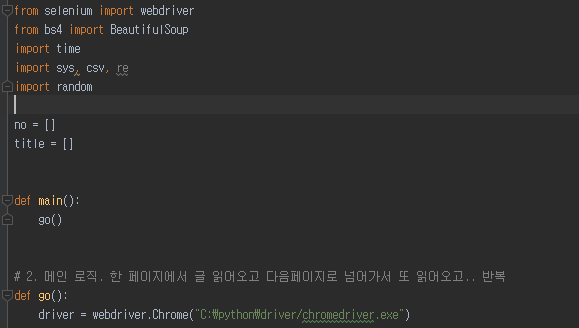 from selenium import webdriver
from bs4 import BeautifulSoup
import time
import sys, csv, re
import random
no = []
title = []
def main():
go()
# 2. 메인 로직. 한 페이지에서 글 읽어오고 다음페이지로 넘어가서 또 읽어오고.. 반복
def go():
driver = webdriver.Chrome("C:₩python₩driver/chromedriver.exe")